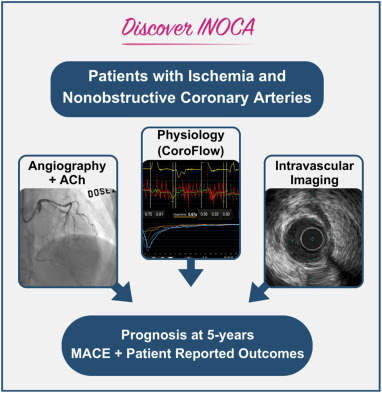 Discover INOCA
Patients with Ischemia and
Nonobstructive Coronary Arteries
Physiology
(CoroFlow)
Angiography
+ ACh
Intravascular
Imaging
DOSE
Prognosis at 5-years
MACE + Patient Reported Outcomes